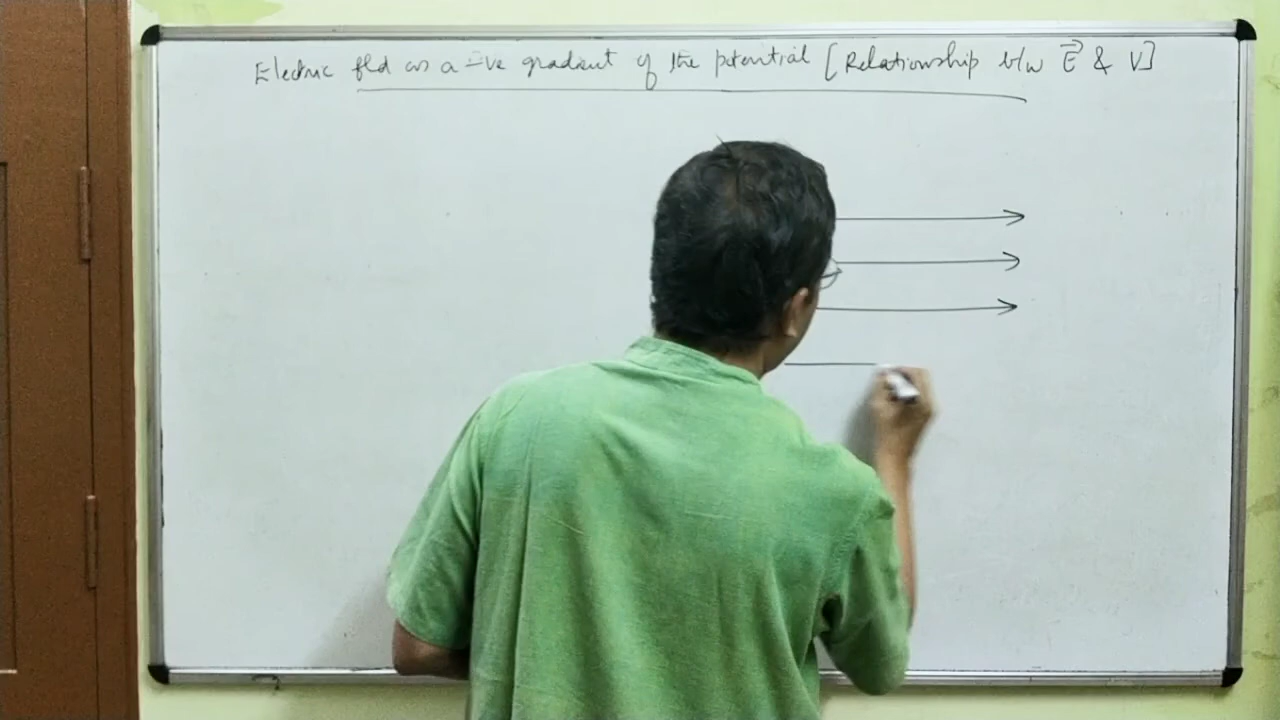 Electric fld as a -ve gradient of the potential [Relationship b/w E⃗ & V]